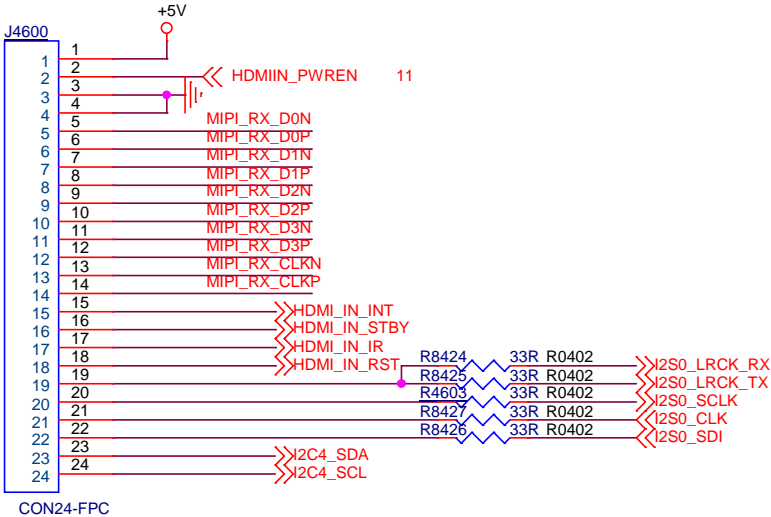 +5V
J4600
1 1
2 2 HDMIIN_PWREN 11
3 3
4 4
5 5 MIPI_RX_D0N
6 6 MIPI_RX_D0P
7 7 MIPI_RX_D1N
8 8 MIPI_RX_D1P
9 9 MIPI_RX_D2N
10 10 MIPI_RX_D2P
11 11 MIPI_RX_D3N
12 12 MIPI_RX_D3P
13 13 MIPI_RX_CLKN
14 14 MIPI_RX_CLKP
15 15 HDMI_IN_INT
16 16 HDMI_IN_STBY
17 17 HDMI_IN_IR
18 18 HDMI_IN_RST R8424 33R R0402 I2S0_LRCK_RX
19 19 R8425 33R R0402 I2S0_LRCK_TX
20 20 R4603 33R R0402 I2S0_SCLK
21 21 R8427 33R R0402 I2S0_CLK
22 22 R8426 33R R0402 I2S0_SDI
23 23 I2C4_SDA
24 24 I2C4_SCL
CON24-FPC